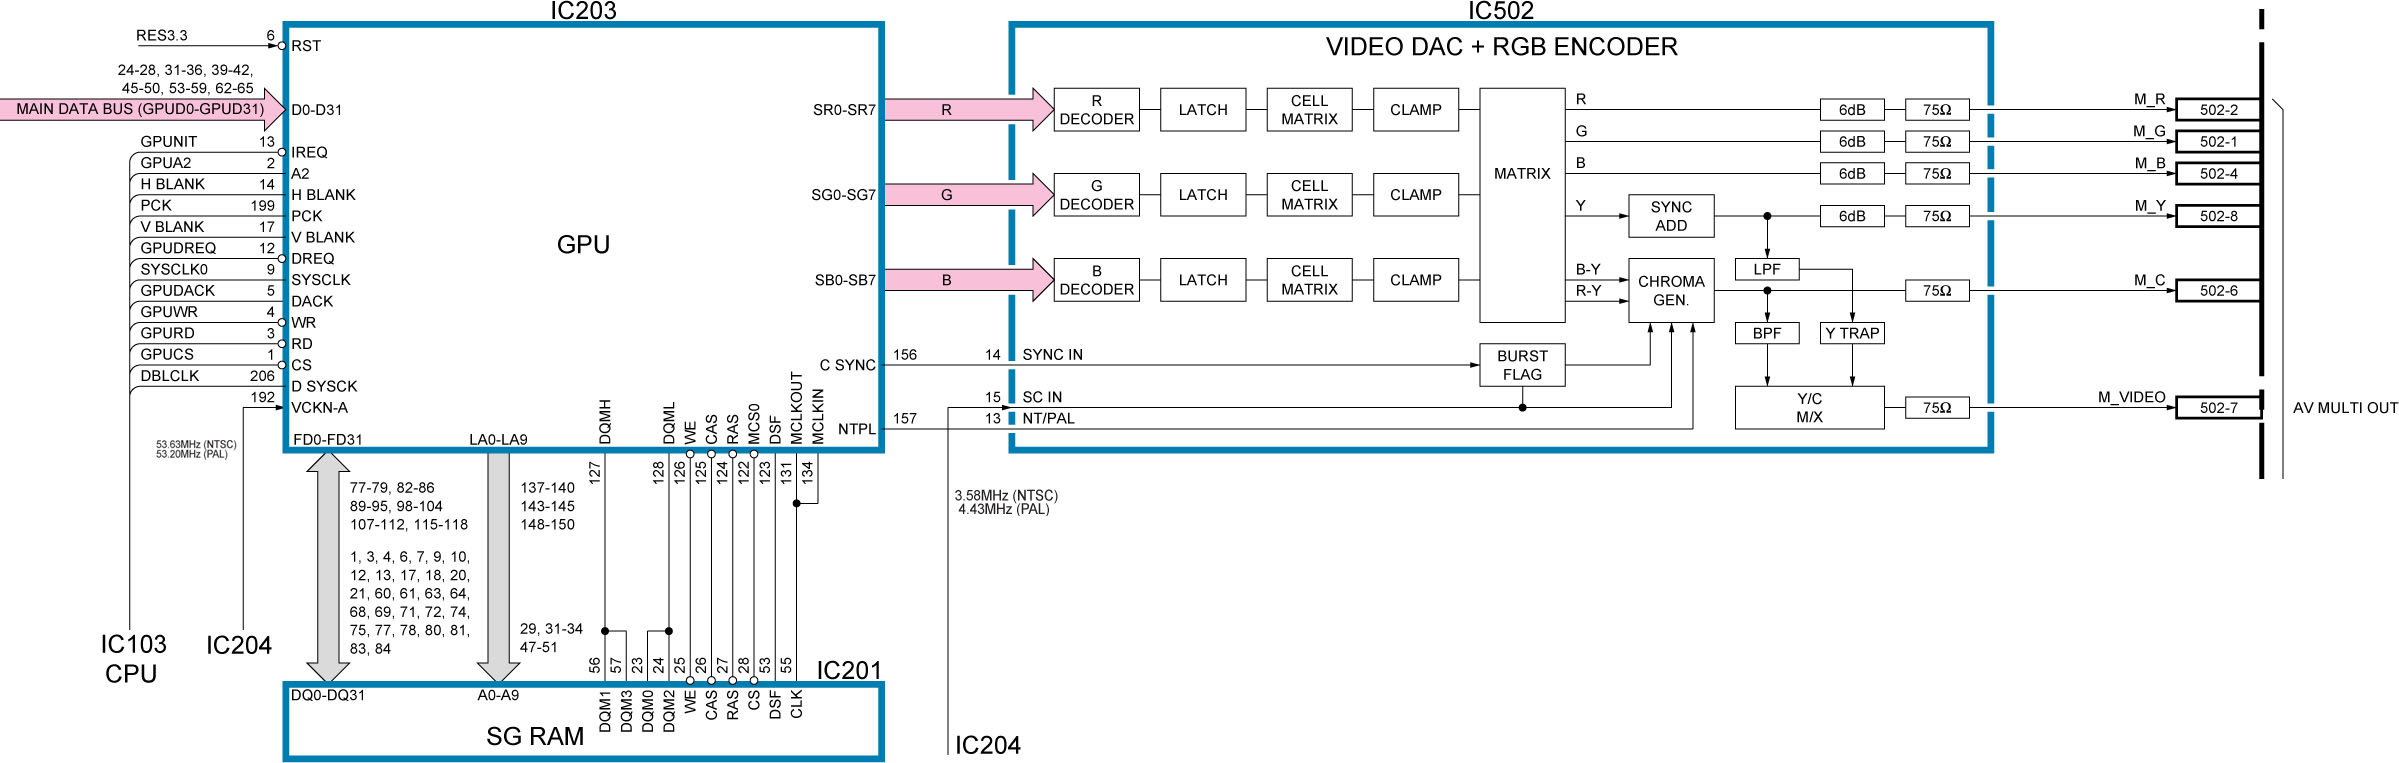 IC203
RES3.3
6
RST
24-28, 31-36, 39-42,
45-50, 53-59, 62-65
MAIN DATA BUS (GPUD0-GPUD31)
D0-D31
GPUNIT
13
IREQ
GPUA2
2
A2
H BLANK
14
H BLANK
PCK
199
PCK
V BLANK
17
V BLANK
GPUDREQ
12
DREQ
SYSCLK0
9
SYSCLK
GPUDACK
5
DACK
GPUWR
4
WR
GPURD
3
RD
GPUCS
1
CS
DBLCLK
206
D SYSCK
192
VCKN-A
53.63MHz (NTSC)
53.20MHz (PAL)
GPU
SR0-SR7
R
SG0-SG7
G
SB0-SB7
B
C SYNC
156
NTPL
157
FD0-FD31
LA0-LA9
DQMH
DQML
WE
CAS
RAS
MCS0
DSF
MCLKOUT
MCLKIN
127
128
126
125
124
122
123
131
134
77-79, 82-86
89-95, 98-104
107-112, 115-118
137-140
143-145
148-150
1, 3, 4, 6, 7, 9, 10,
12, 13, 17, 18, 20,
21, 60, 61, 63, 64,
68, 69, 71, 72, 74,
75, 77, 78, 80, 81,
83, 84
29, 31-34
47-51
IC103
CPU
IC204
56
57
23
24
25
26
27
28
53
55
IC201
DQ0-DQ31
A0-A9
DQM1
DQM3
DQM0
DQM2
WE
CAS
RAS
CS
DSF
CLK
SG RAM
IC502
VIDEO DAC + RGB ENCODER
R
DECODER
LATCH
CELL
MATRIX
CLAMP
G
DECODER
LATCH
CELL
MATRIX
CLAMP
B
DECODER
LATCH
CELL
MATRIX
CLAMP
MATRIX
R
6dB
75Ω
M_R
502-2
G
6dB
75Ω
M_G
502-1
B
6dB
75Ω
M_B
502-4
Y
SYNC
ADD
6dB
75Ω
M_Y
502-8
LPF
B-Y
R-Y
CHROMA
GEN.
75Ω
M_C
502-6
BPF
Y TRAP
14
SYNC IN
BURST
FLAG
15
SC IN
13
NT/PAL
Y/C
M/X
75Ω
M_VIDEO
502-7
AV MULTI OUT
3.58MHz (NTSC)
4.43MHz (PAL)
IC204